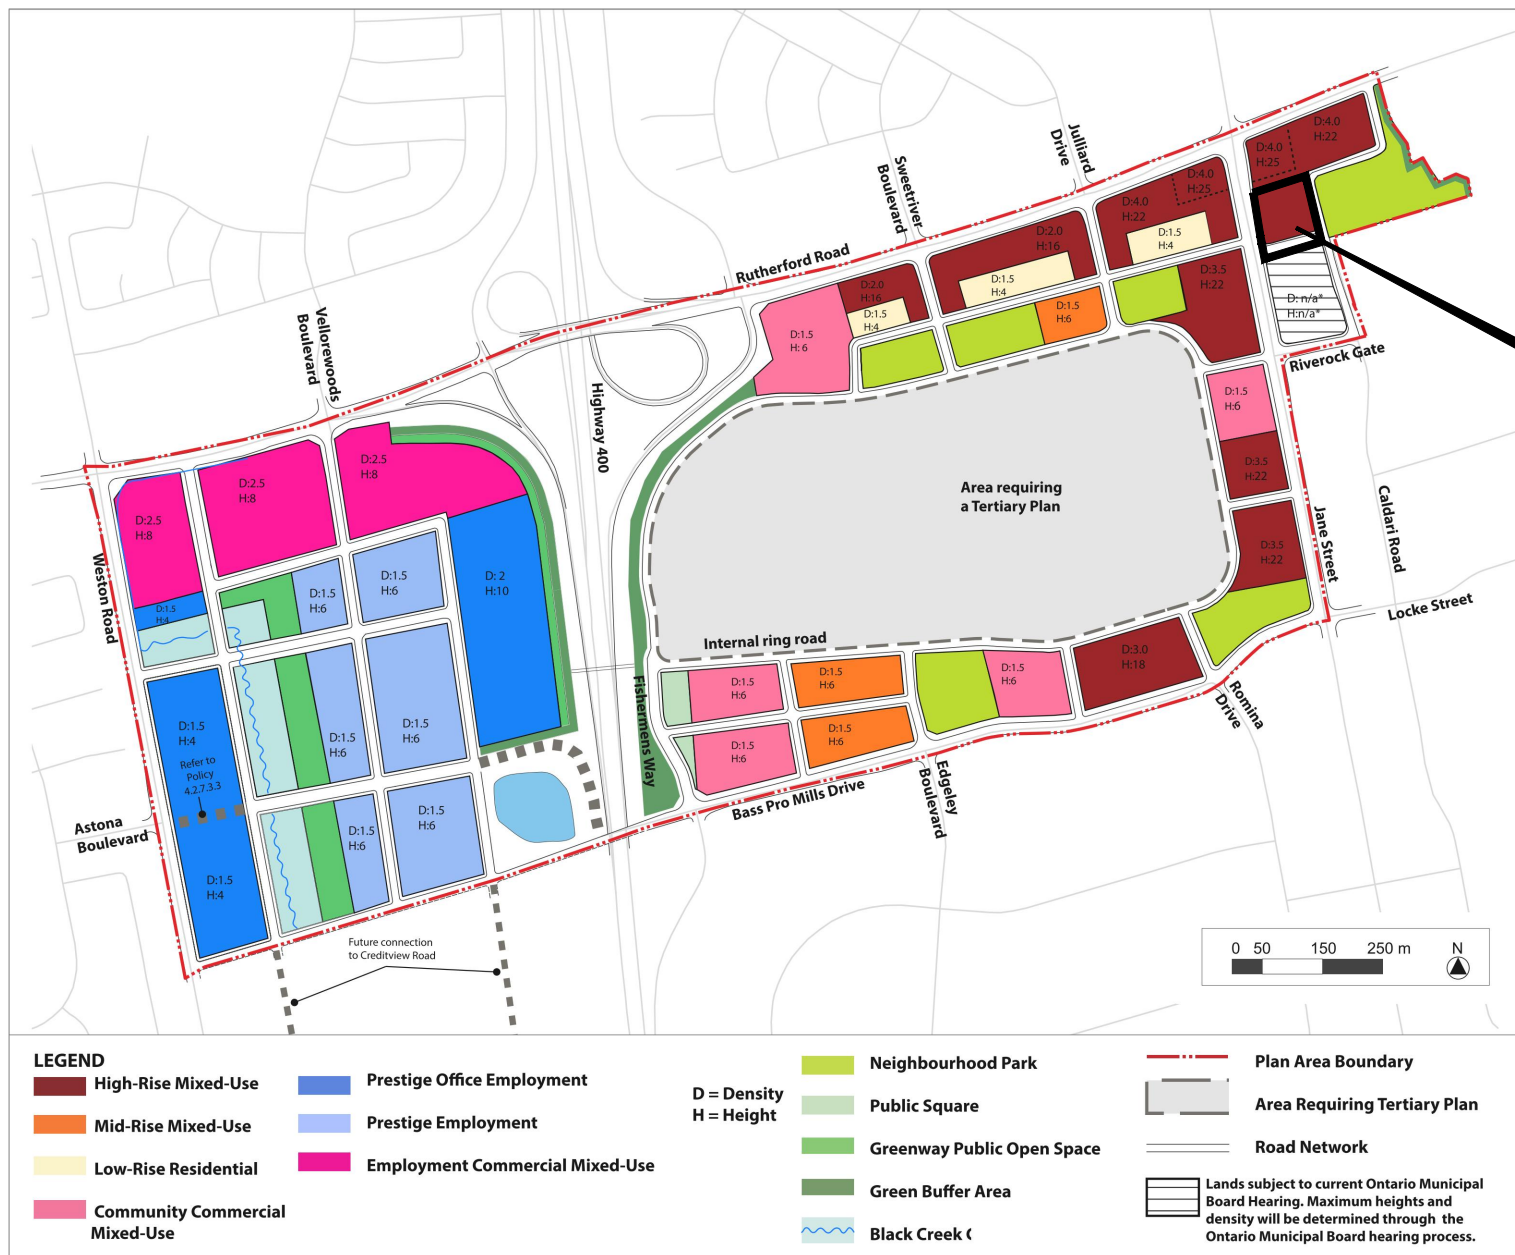 Julliard
Drive
Sweetriver
Boulevard
Rutherford Road
Vellorewoods
Boulevard
Highway 400
D:4.0
H:22
D:4.0
H:25
D:4.0
H:25
D:4.0
H:22
D:1.5
H:4
D:2.0
H:16
D:1.5
H:4
D:2.0
H:16
D:1.5
H:4
D:1.5
H: 6
D:1.5
H:6
D:3.5
H:22
D: n/a*
H:n/a*
Riverock Gate
D:1.5
H:6
D:3.5
H:22
D:3.5
H:22
Jane Street
Caldari Road
Locke Street
Area requiring
a Tertiary Plan
Internal ring road
D:2.5
H:8
D:2.5
H:8
D:2.5
H:8
Weston Road
D:1.5
H:4
D:1.5
H:6
D:1.5
H:6
D: 2
H:10
D:1.5
H:4
Refer to
Policy
4.2.7.3.3
D:1.5
H:6
D:1.5
H:6
Astona
Boulevard
D:1.5
H:4
D:1.5
H:6
D:1.5
H:6
Fishermens Way
D:1.5
H:6
D:1.5
H:6
D:1.5
H:6
D:3.0
H:18
D:1.5
H:6
D:1.5
H:6
Romina
Drive
Edgeley
Boulevard
Bass Pro Mills Drive
Future connection
to Creditview Road
0 50 150 250 m
N
LEGEND
High-Rise Mixed-Use
Mid-Rise Mixed-Use
Low-Rise Residential
Community Commercial
Mixed-Use
Prestige Office Employment
Prestige Employment
Employment Commercial Mixed-Use
D = Density
H = Height
Neighbourhood Park
Public Square
Greenway Public Open Space
Green Buffer Area
Black Creek
Plan Area Boundary
Area Requiring Tertiary Plan
Road Network
Lands subject to current Ontario Municipal
Board Hearing. Maximum heights and
density will be determined through the
Ontario Municipal Board hearing process.